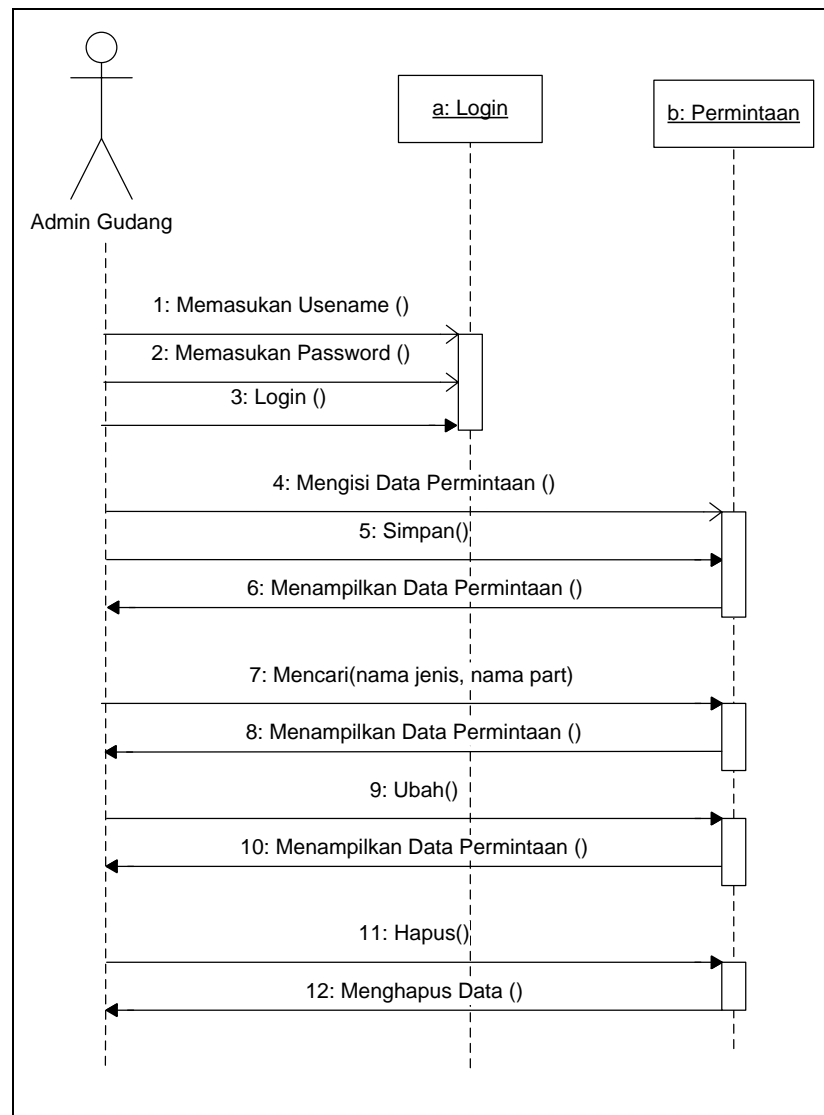 a: Login
b: Permintaan
Admin Gudang
1: Memasukan Usename ()
2: Memasukan Password ()
3: Login ()
4: Mengisi Data Permintaan ()
5: Simpan()
6: Menampilkan Data Permintaan ()
7: Mencari(nama jenis, nama part)
8: Menampilkan Data Permintaan ()
9: Ubah()
10: Menampilkan Data Permintaan ()
11: Hapus()
12: Menghapus Data ()